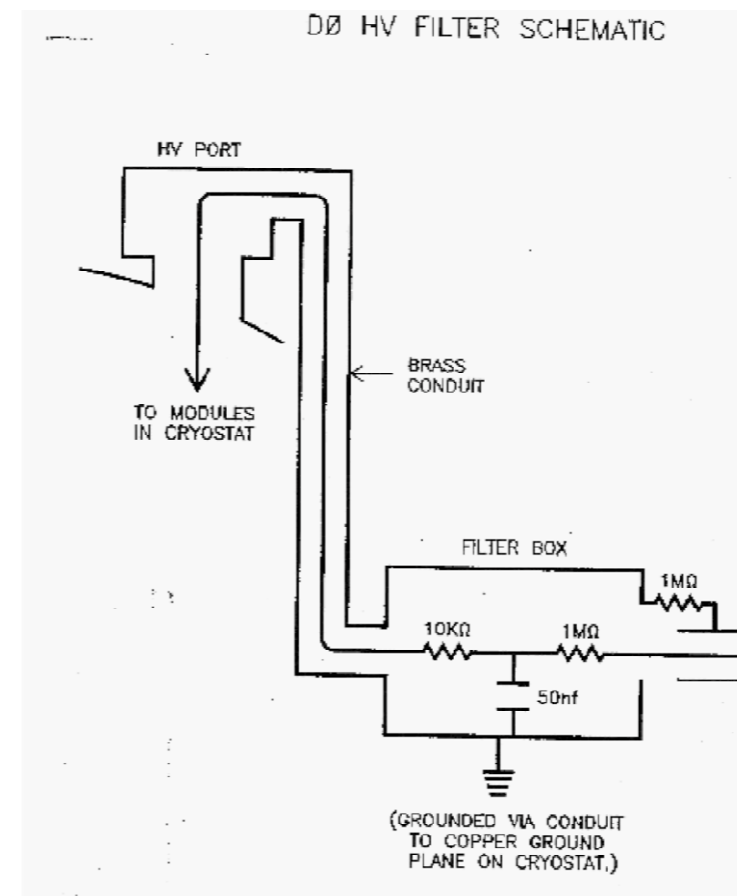 DØ HV FILTER SCHEMATIC
HV PORT
BRASS
CONDUIT
TO MODULES
IN CRYOSTAT
FILTER BOX
1MΩ
10KΩ
1MΩ
50nf
(GROUNDED VIA CONDUIT
TO COPPER GROUND
PLANE ON CRYOSTAT.)